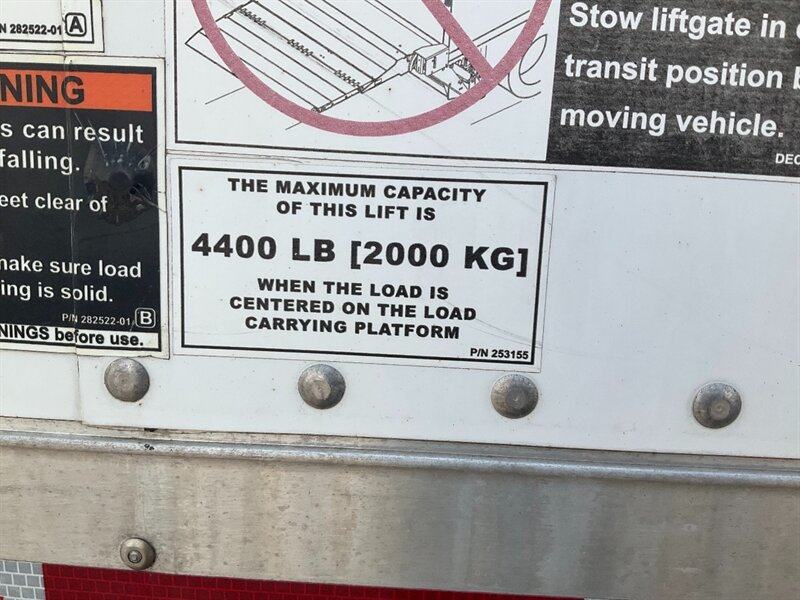 N 282522-01 A
NING
s can result
falling.
eet clear of
make sure load
ing is solid.
P/N 282522-01 B
NINGS before use.
Stow liftgate in
transit position b
moving vehicle.
DEC
THE MAXIMUM CAPACITY
OF THIS LIFT IS
4400 LB [2000 KG]
WHEN THE LOAD IS
CENTERED ON THE LOAD
CARRYING PLATFORM
P/N 253155